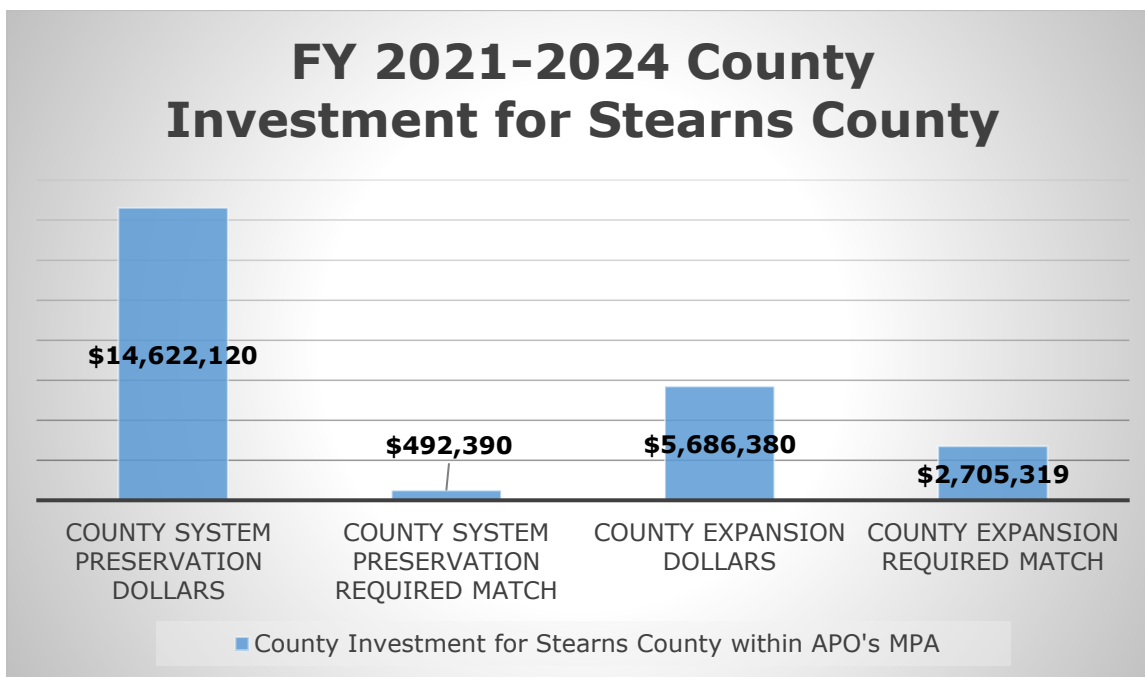 FY 2021-2024 County
Investment for Stearns County
$14,622,120
$492,390
$5,686,380
$2,705,319
COUNTY SYSTEM
PRESERVATION
DOLLARS
COUNTY SYSTEM
PRESERVATION
REQUIRED MATCH
COUNTY EXPANSION
DOLLARS
COUNTY EXPANSION
REQUIRED MATCH
County Investment for Stearns County within APO's MPA